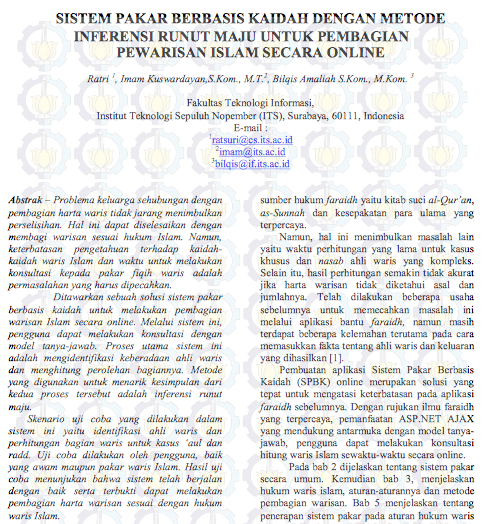 SISTEM PAKAR BERBASIS KAIDAH DENGAN METODE
INFERENSI RUNUT MAJU UNTUK PEMBAGIAN
PEWARISAN ISLAM SECARA ONLINE
Ratri ¹, Imam Kuswardayan,S.Kom., M.T.², Bilqis Amaliah S.Kom., M.Kom. ³
Fakultas Teknologi Informasi,
Institut Teknologi Sepuluh Nopember (ITS), Surabaya, 60111, Indonesia
E-mail :
¹ratsuri@cs.its.ac.id
²imam@its.ac.id
³bilqis@if.its.ac.id
Abstrak – Problema keluarga sehubungan dengan
pembagian harta waris tidak jarang menimbulkan
perselisihan. Hal ini dapat diselesaikan dengan
membagi warisan sesuai hukum Islam. Namun,
keterbatasan pengetahuan terhadap kaidah-
kaidah waris Islam dan waktu untuk melakukan
konsultasi kepada pakar fiqih waris adalah
permasalahan yang harus dipecahkan.
Ditawarkan sebuah solusi sistem pakar
berbasis kaidah untuk melakukan pembagian
warisan Islam secara online. Melalui sistem ini,
pengguna dapat melakukan konsultasi dengan
model tanya-jawab. Proses utama sistem ini
adalah mengidentifikasi keberadaan ahli waris
dan menghitung perolehan bagiannya. Metode
yang digunakan untuk menarik kesimpulan dari
kedua proses tersebut adalah inferensi runut
maju.
Skenario uji coba yang dilakukan dalam
sistem ini yaitu identifikasi ahli waris dan
perhitungan bagian waris untuk kasus 'aul dan
radd. Uji coba dilakukan oleh pengguna, baik
yang awam maupun pakar waris Islam. Hasil uji
coba menunjukan bahwa sistem telah berjalan
dengan baik serta terbukti dapat melakukan
pembagian harta warisan sesuai dengan hukum
waris Islam.
sumber hukum faraidh yaitu kitab suci al-Qur'an,
as-Sunnah dan kesepakatan para ulama yang
terpercaya.
Namun, hal ini menimbulkan masalah lain
yaitu waktu perhitungan yang lama untuk kasus
khusus dan nasab ahli waris yang kompleks.
Selain itu, hasil perhitungan semakin tidak akurat
jika harta warisan tidak diketahui asal dan
jumlahnya. Telah dilakukan beberapa usaha
sebelumnya untuk memecahkan masalah ini
melalui aplikasi bantu faraidh, namun masih
terdapat beberapa kelemahan terutama pada cara
memasukkan fakta tentang ahli waris dan keluaran
yang dihasilkan [1].
Pembuatan aplikasi Sistem Pakar Berbasis
Kaidah (SPBK) online merupakan solusi yang
tepat untuk mengatasi keterbatasan pada aplikasi
faraidh sebelumnya. Dengan rujukan ilmu faraidh
yang terpercaya, pemanfaatan ASP.NET AJAX
yang mendukung antarmuka dengan model tanya-
jawab, pengguna dapat melakukan konsultasi
hitung waris Islam sewaktu-waktu secara online.
Pada bab 2 dijelaskan tentang sistem pakar
secara umum. Kemudian bab 3, menjelaskan
hukum waris islam, aturan-aturannya dan metode
pembagian warisan. Bab 5 menjelaskan tentang
penerapan sistem pakar pada aturan hukum waris